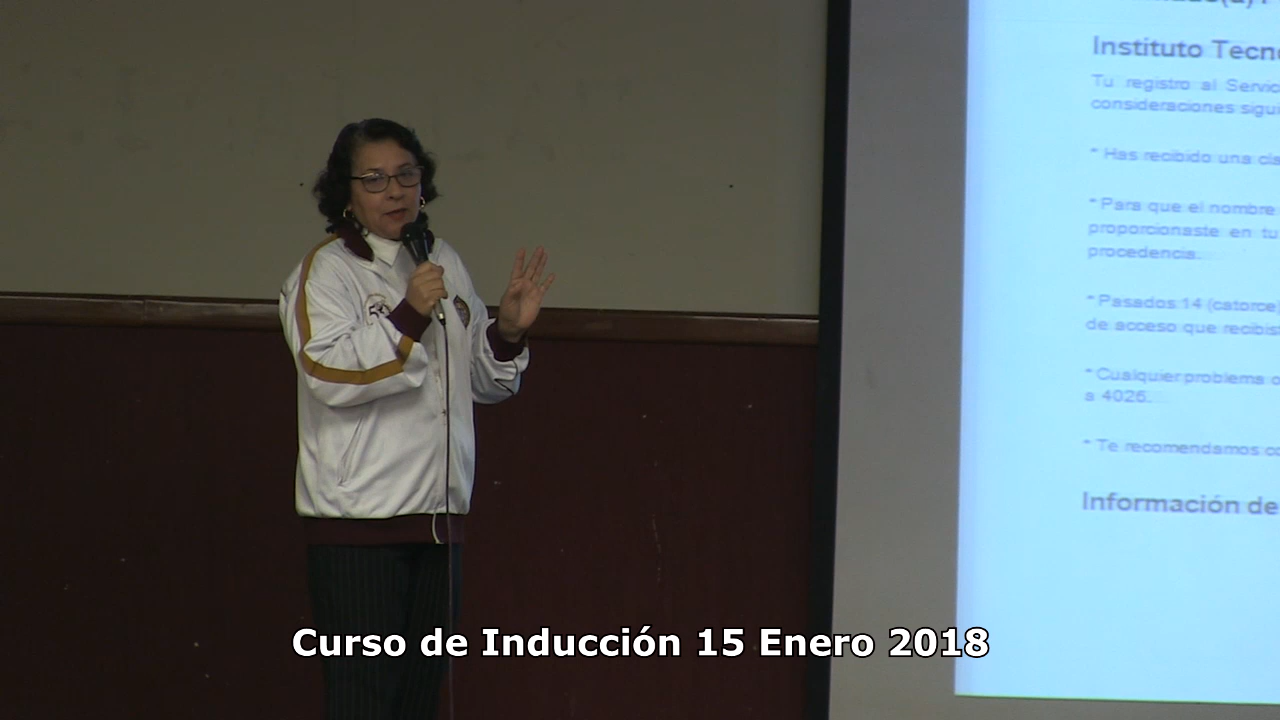 Instituto Tecn
Tu registro al Servic
consideraciones sigu
* Has recibido una cla
* Para que el nombre
proporcionaste en tu
procedencia.
* Pasados 14 (catorce)
de acceso que recibis
* Cualquier problema o
a 4026.
* Te recomendamos co
Información de
Curso de Inducción 15 Enero 2018